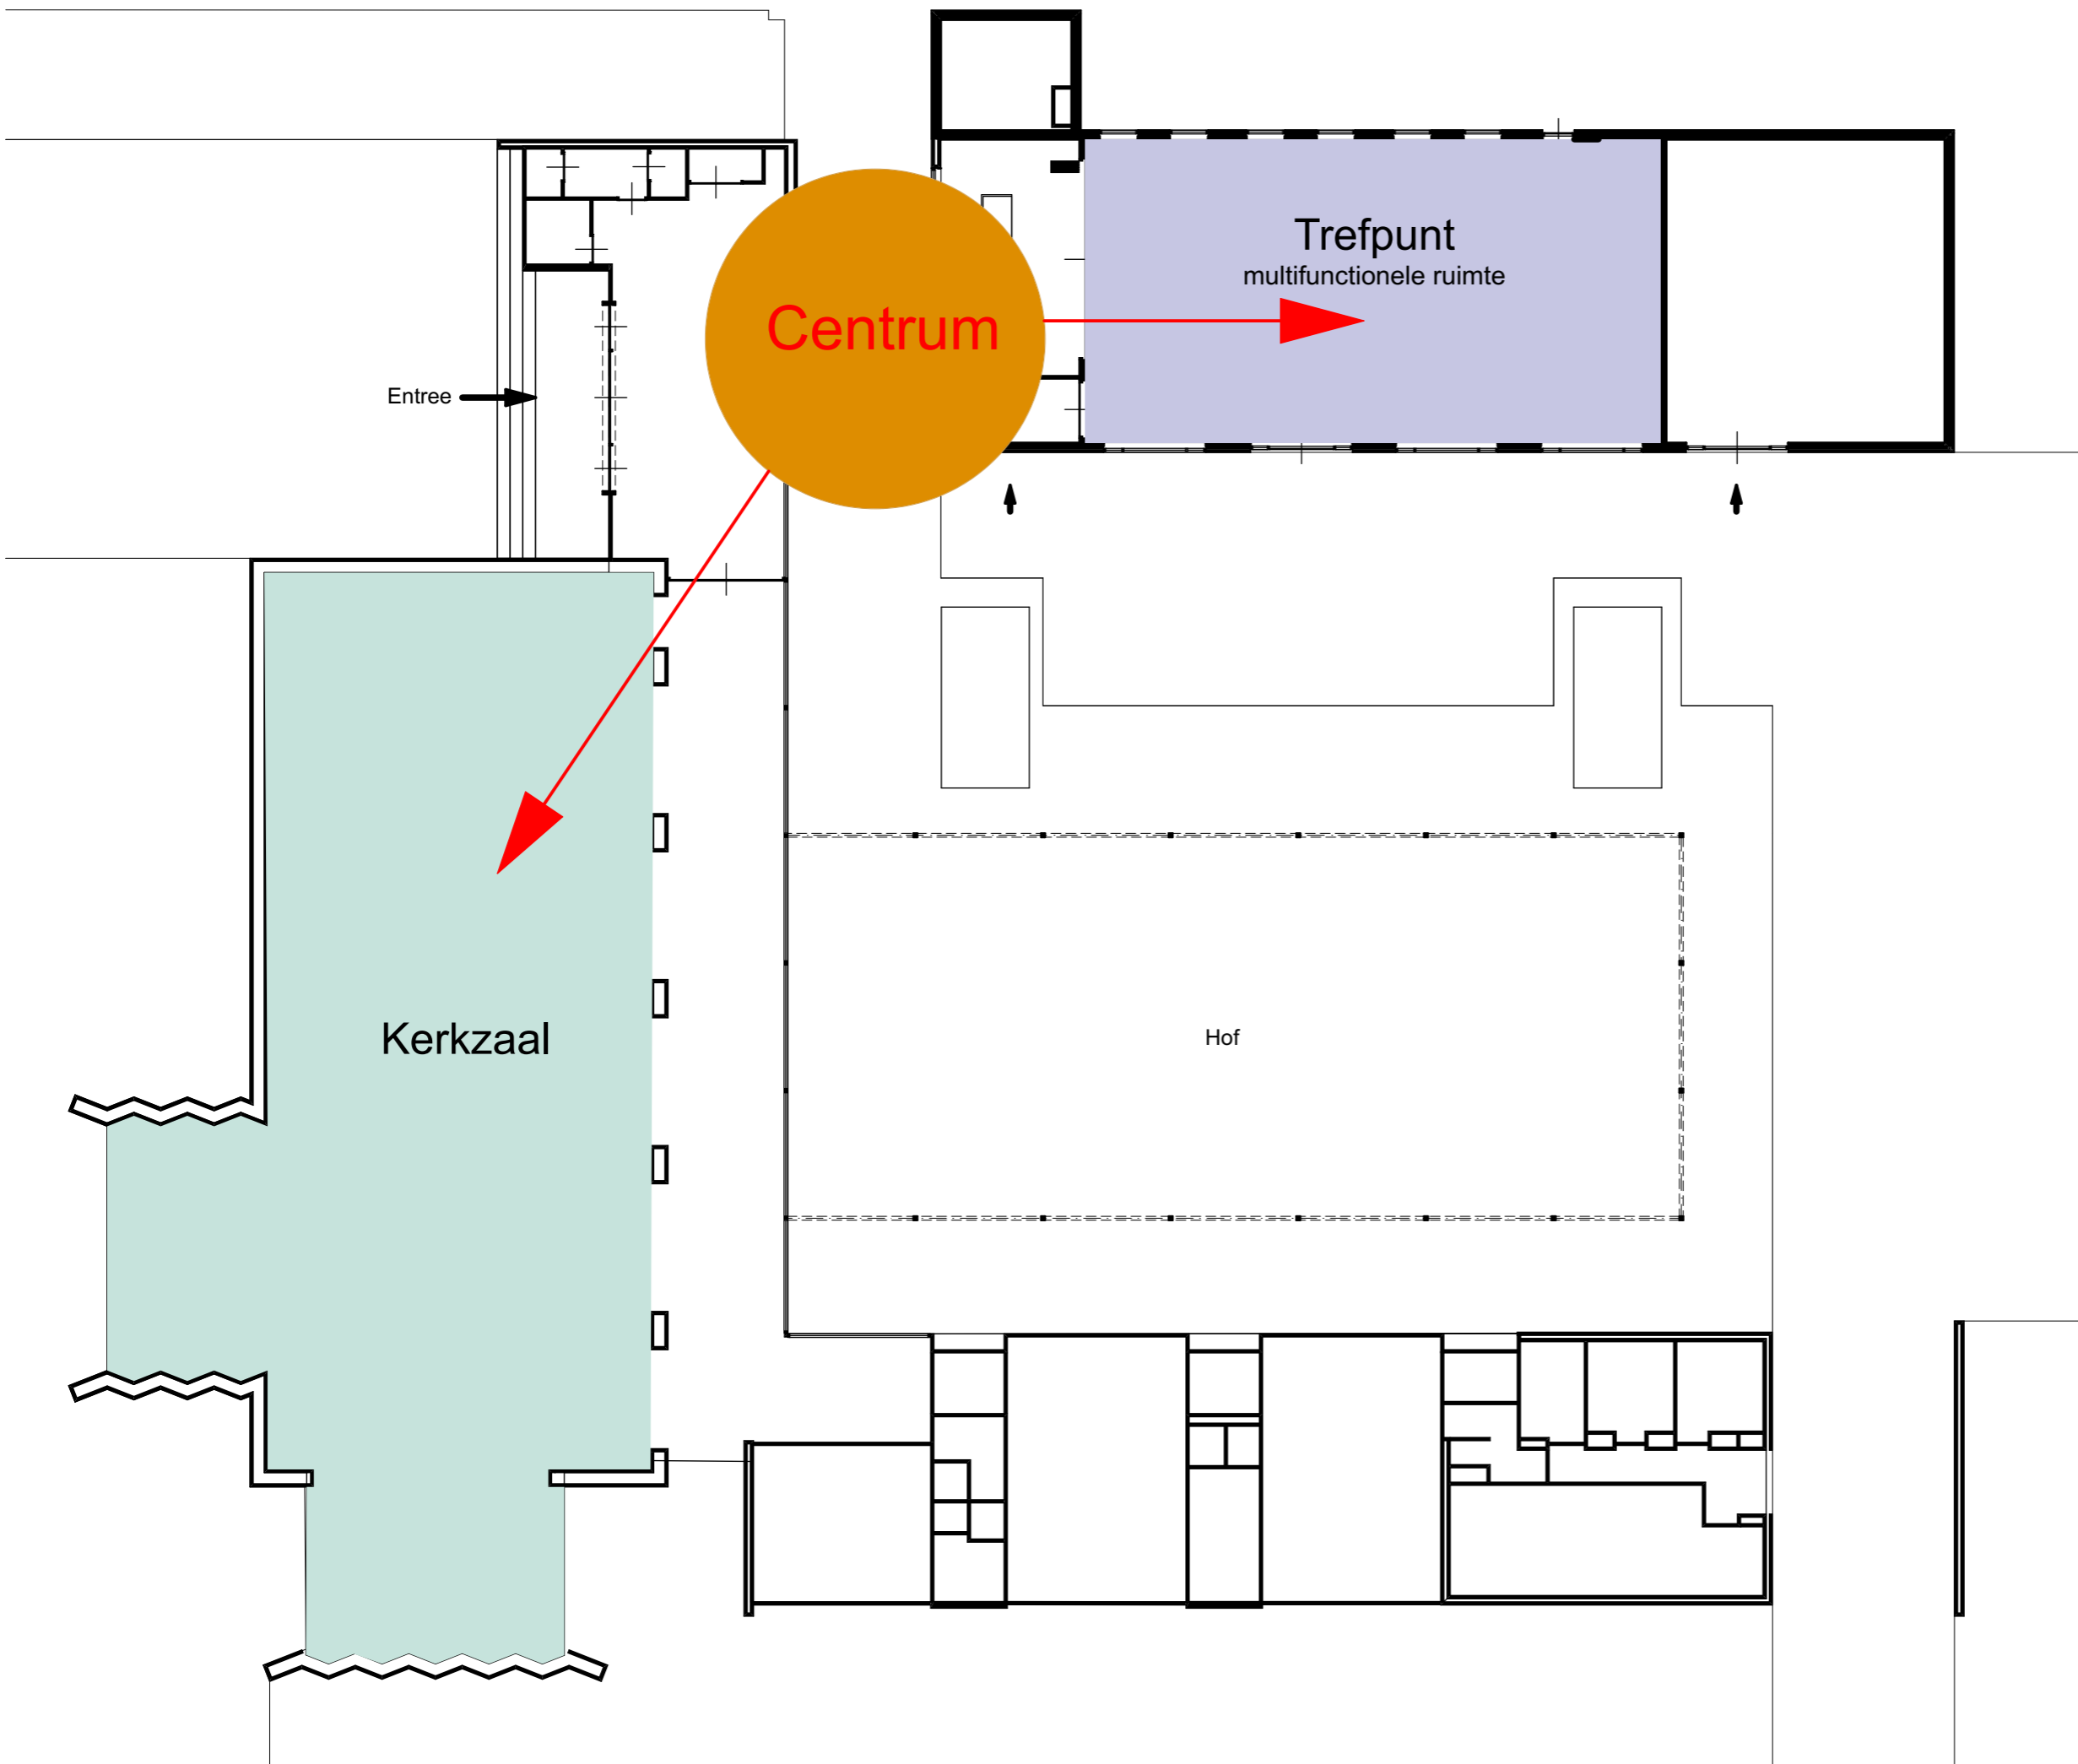 Trefpunt
multifunctionele ruimte
Centrum
Entree
Kerkzaal
Hof